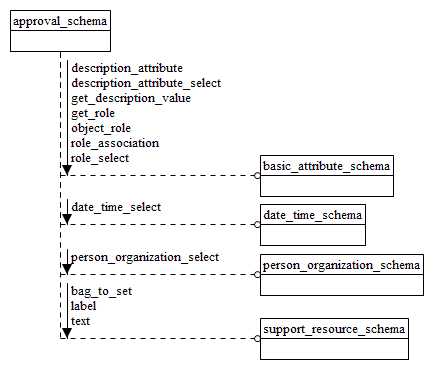 approval_schema
description_attribute
description_attribute_select
get_description_value
get_role
object_role
role_association
role_select
basic_attribute_schema
date_time_select
date_time_schema
person_organization_select
person_organization_schema
bag_to_set
label
text
support_resource_schema